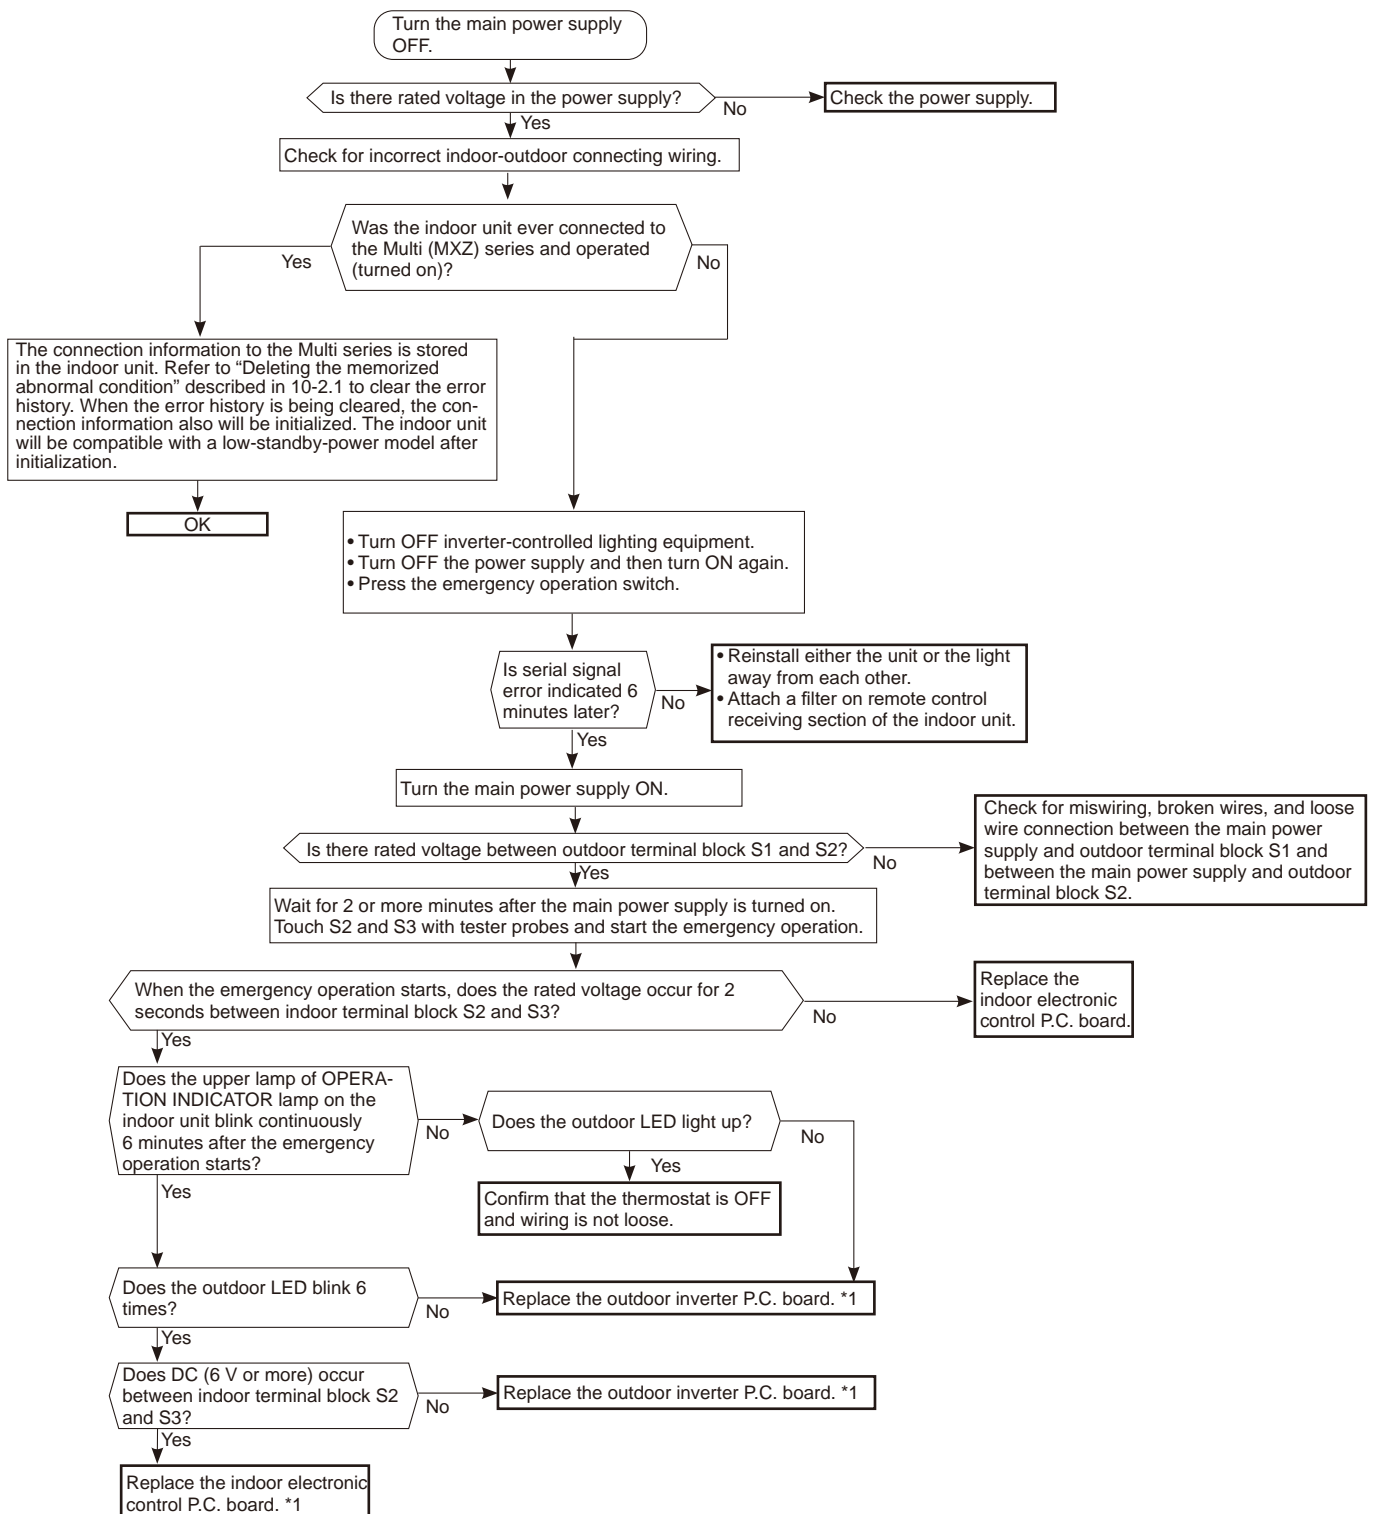 Turn the main power supply
OFF.
Is there rated voltage in the power supply?
No
Check the power supply.
Yes
Check for incorrect indoor-outdoor connecting wiring.
Was the indoor unit ever connected to
the Multi (MXZ) series and operated
(turned on)?
Yes
No
The connection information to the Multi series is stored
in the indoor unit. Refer to “Deleting the memorized
abnormal condition” described in 10-2.1 to clear the error
history. When the error history is being cleared, the con-
nection information also will be initialized. The indoor unit
will be compatible with a low-standby-power model after
initialization.
OK
• Turn OFF inverter-controlled lighting equipment.
• Turn OFF the power supply and then turn ON again.
• Press the emergency operation switch.
Is serial signal
error indicated 6
minutes later?
No
• Reinstall either the unit or the light
away from each other.
• Attach a filter on remote control
receiving section of the indoor unit.
Yes
Turn the main power supply ON.
Is there rated voltage between outdoor terminal block S1 and S2?
No
Check for miswiring, broken wires, and loose
wire connection between the main power
supply and outdoor terminal block S1 and
between the main power supply and outdoor
terminal block S2.
Yes
Wait for 2 or more minutes after the main power supply is turned on.
Touch S2 and S3 with tester probes and start the emergency operation.
When the emergency operation starts, does the rated voltage occur for 2
seconds between indoor terminal block S2 and S3?
No
Replace the
indoor electronic
control P.C. board.
Yes
Does the upper lamp of OPERA-
TION INDICATOR lamp on the
indoor unit blink continuously
6 minutes after the emergency
operation starts?
No
Does the outdoor LED light up?
No
Yes
Confirm that the thermostat is OFF
and wiring is not loose.
Yes
Does the outdoor LED blink 6
times?
No
Replace the outdoor inverter P.C. board. *1
Yes
Does DC (6 V or more) occur
between indoor terminal block S2
and S3?
No
Replace the outdoor inverter P.C. board. *1
Yes
Replace the indoor electronic
control P.C. board. *1